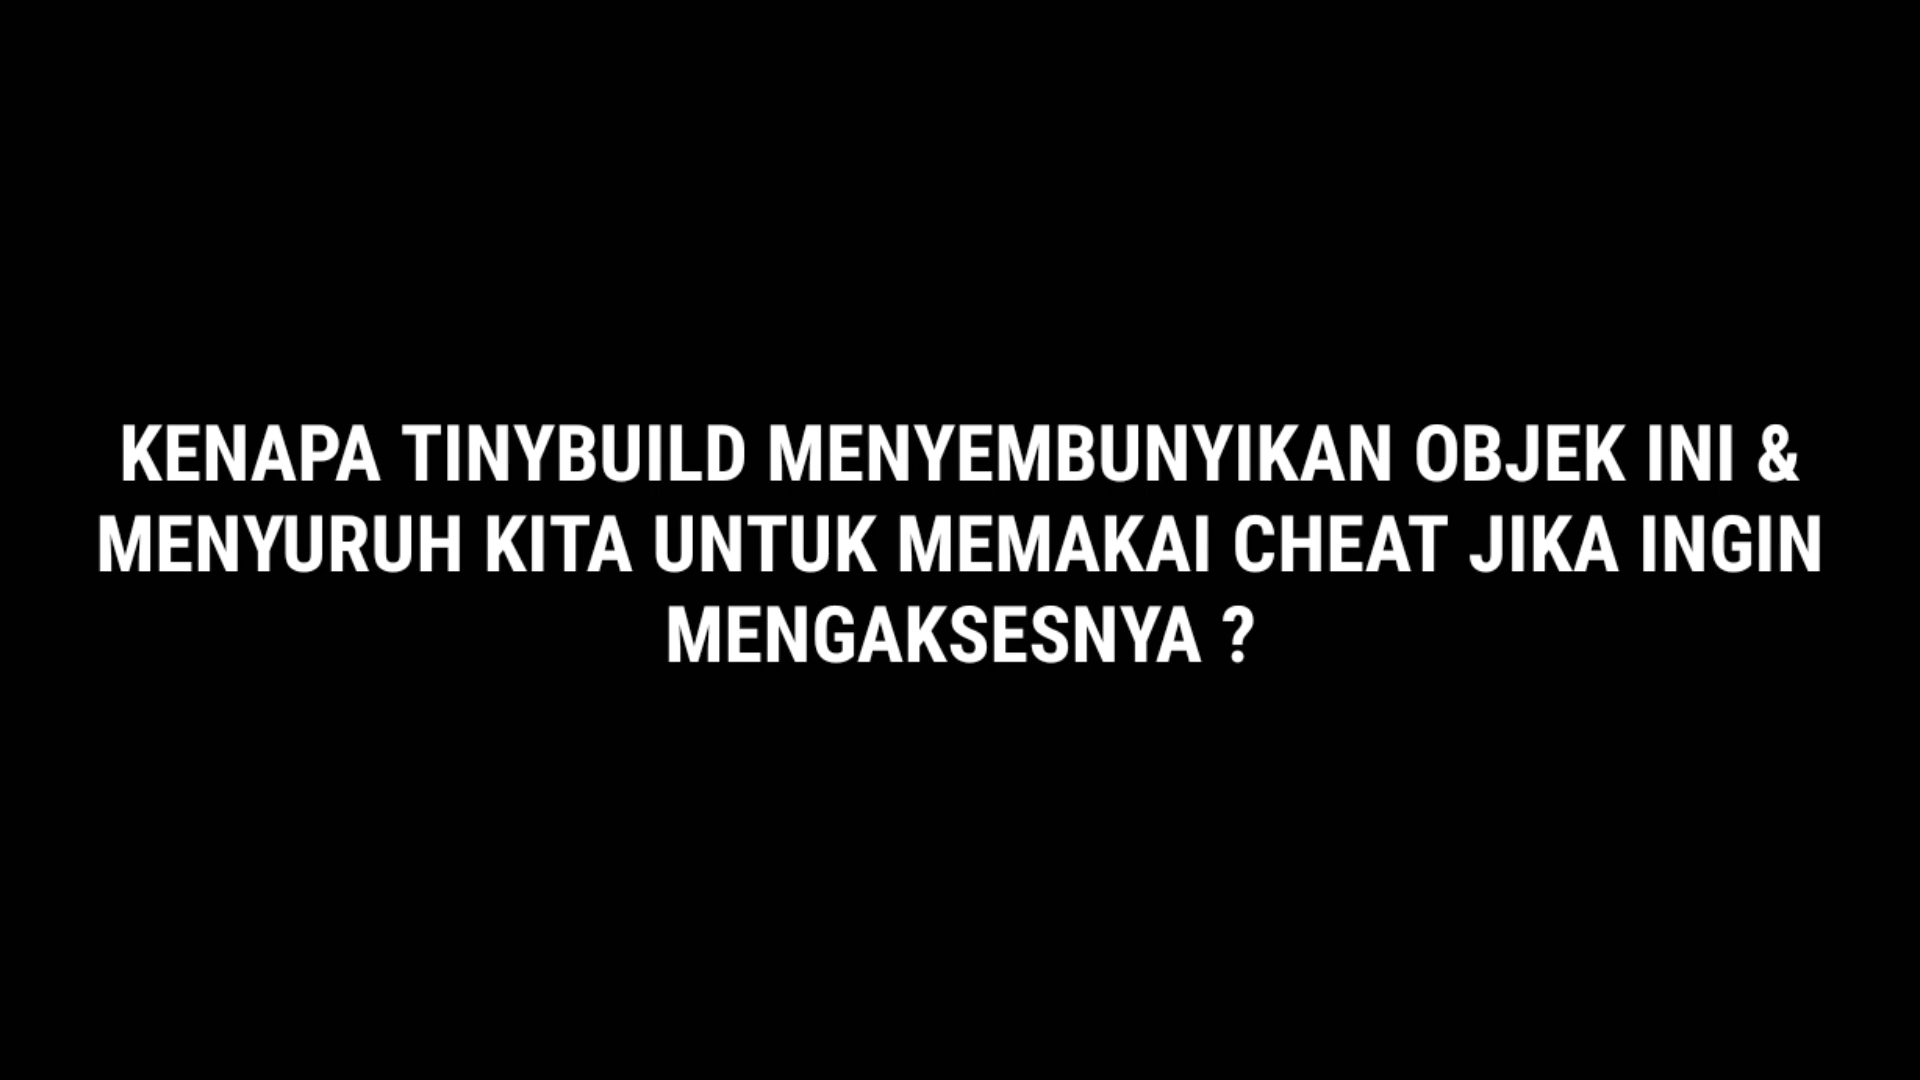 KENAPA TINYBUILD MENYEMBUNYIKAN OBJEK INI &
MENYURUH KITA UNTUK MEMAKAI CHEAT JIKA INGIN
MENGAKSESNYA ?